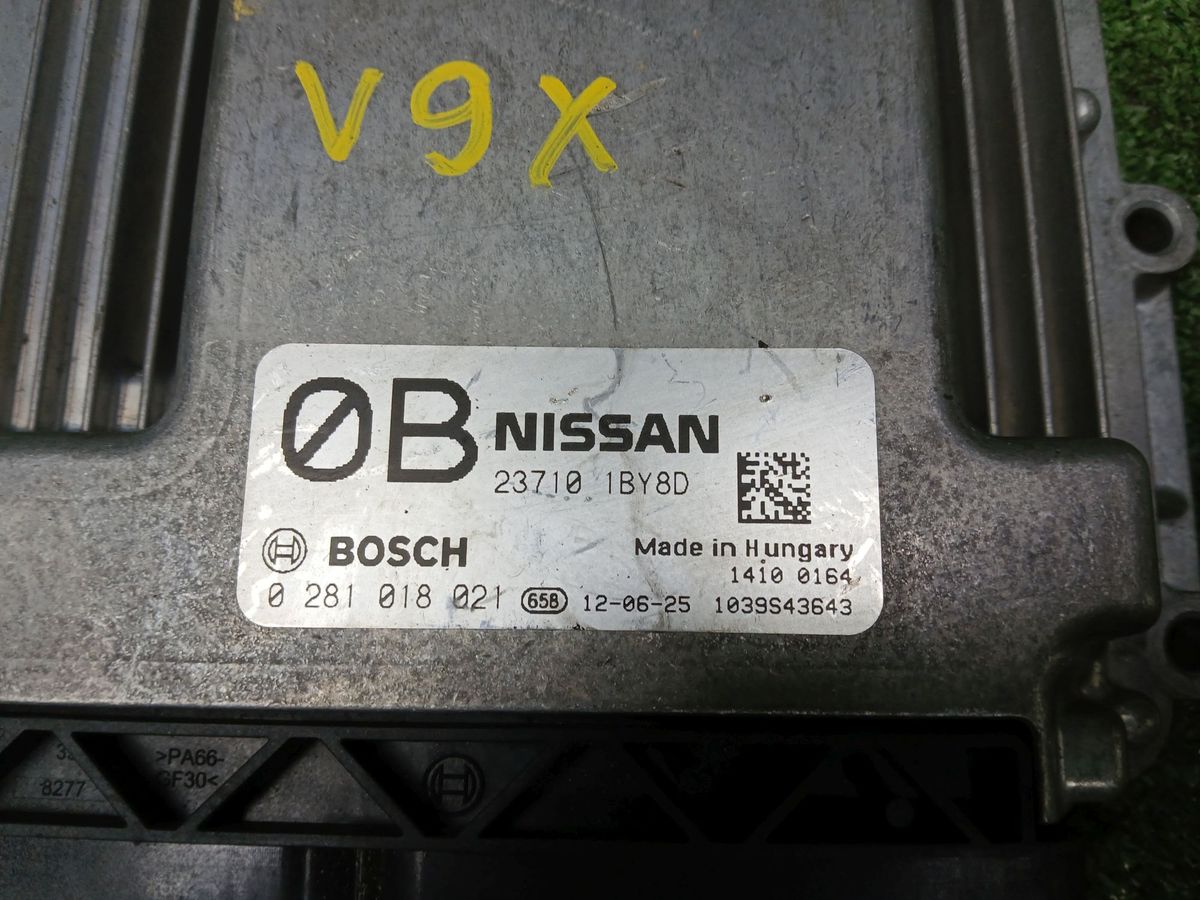 V9X
0B NISSAN
23710 1BY8D
BOSCH
Made in Hungary
1410 0164
0 281 018 021 658 12-06-25 1039S43643
>PA66-
GF30<
8277